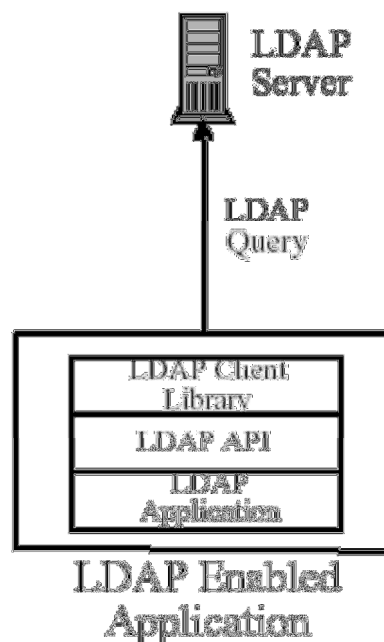 LDAP
Server
LDAP
Query
LDAP Client
Library
LDAP API
LDAP
Application
LDAP Enabled
Application